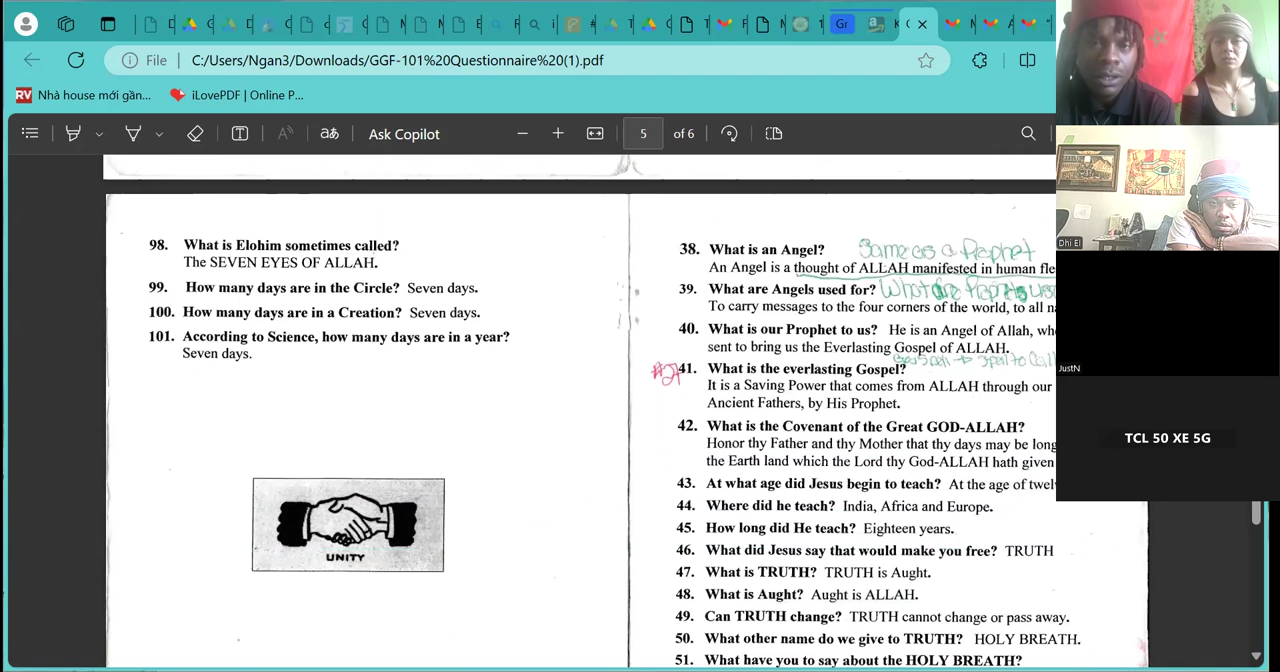 File
C:/Users/Ngan3/Downloads/GGF-101%20Questionnaire%20(1).pdf
RV Nhà house mới gần...
iLovePDF | Online P...
Ask Copilot
5 of 6
98. What is Elohim sometimes called?
The SEVEN EYES OF ALLAH.
99. How many days are in the Circle? Seven days.
100. How many days are in a Creation? Seven days.
101. According to Science, how many days are in a year?
Seven days.
UNITY
38. What is an Angel? Same as a Prophet
An Angel is a thought of ALLAH manifested in human fle
39. What are Angels used for?
To carry messages to the four corners of the world, to all na
40. What is our Prophet to us? He is an Angel of Allah, wh
sent to bring us the Everlasting Gospel of ALLAH.
41. What is the everlasting Gospel?
It is a Saving Power that comes from ALLAH through our
Ancient Fathers, by His Prophet.
42. What is the Covenant of the Great GOD-ALLAH?
Honor thy Father and thy Mother that thy days may be long
the Earth land which the Lord thy God-ALLAH hath given
43. At what age did Jesus begin to teach? At the age of twel
44. Where did he teach? India, Africa and Europe.
45. How long did He teach? Eighteen years.
46. What did Jesus say that would make you free? TRUTH
47. What is TRUTH? TRUTH is Aught.
48. What is Aught? Aught is ALLAH.
49. Can TRUTH change? TRUTH cannot change or pass away.
50. What other name do we give to TRUTH? HOLY BREATH.
51. What have you to say about the HOLY BREATH?
Dhi El
JustN
TCL 50 XE 5G